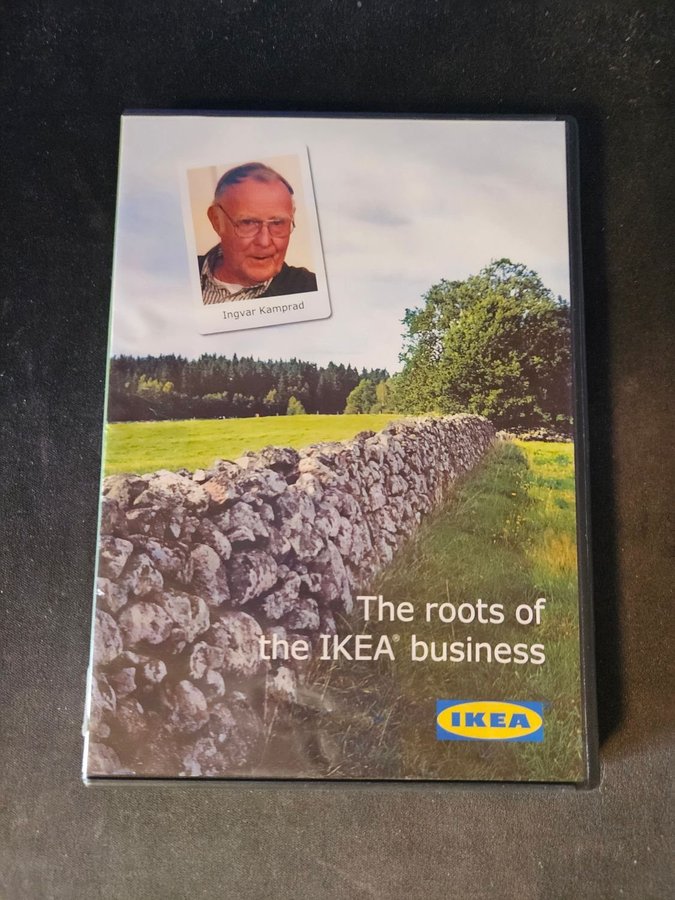 Ingvar Kamprad
The roots of
the IKEA® business
IKEA